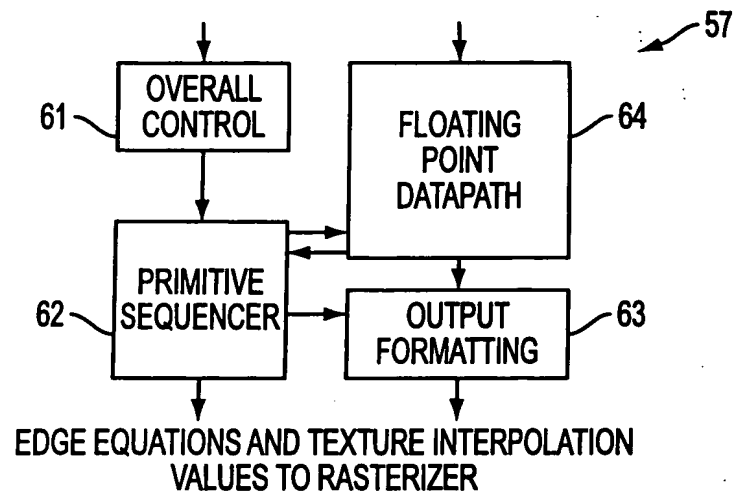 57
OVERALL
CONTROL
61
FLOATING
POINT
DATAPATH
64
PRIMITIVE
SEQUENCER
62
OUTPUT
FORMATTING
63
EDGE EQUATIONS AND TEXTURE INTERPOLATION
VALUES TO RASTERIZER